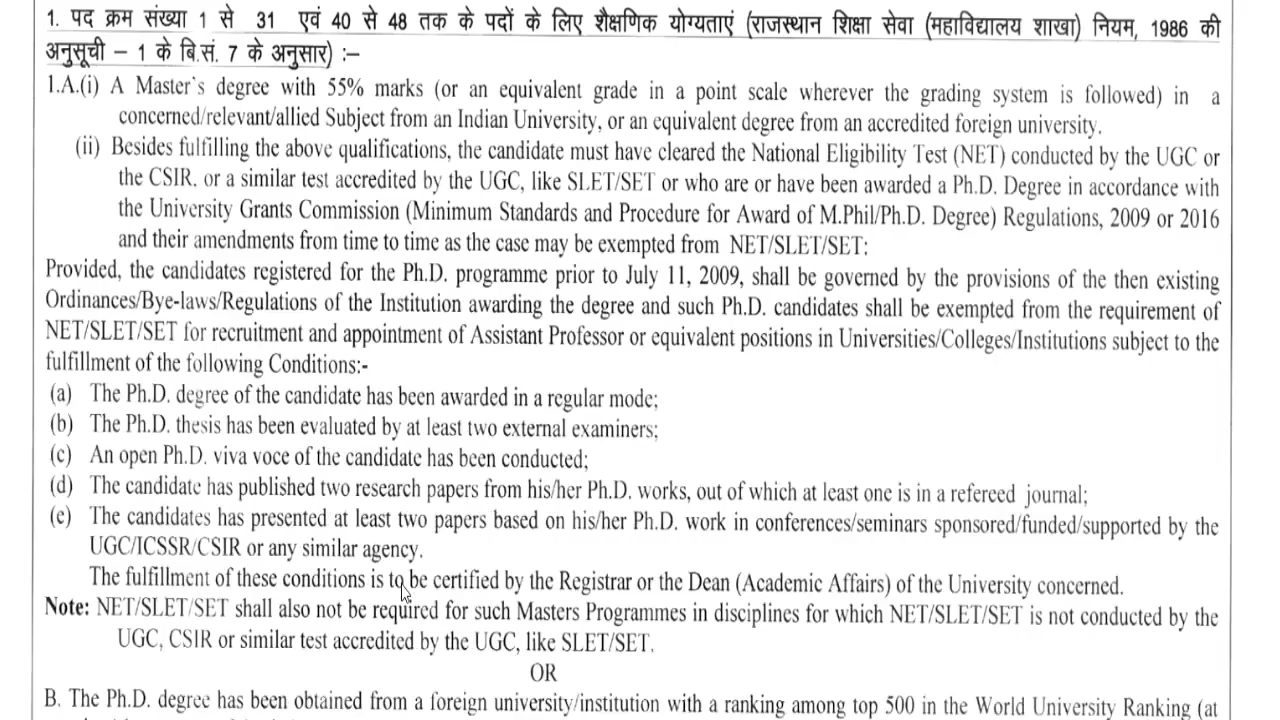 1. पद क्रम संख्या 1 से 31 एवं 40 से 48 तक के पदों के लिए शैक्षणिक योग्यताएं (राजस्थान शिक्षा सेवा (महाविद्यालय शाखा) नियम, 1986 की
अनुसूची – 1 के बि.सं. 7 के अनुसार) :–
1.A.(i) A Master`s degree with 55% marks (or an equivalent grade in a point scale wherever the grading system is followed) in a
concerned/relevant/allied Subject from an Indian University, or an equivalent degree from an accredited foreign university.
(ii) Besides fulfilling the above qualifications, the candidate must have cleared the National Eligibility Test (NET) conducted by the UGC or
the CSIR. or a similar test accredited by the UGC, like SLET/SET or who are or have been awarded a Ph.D. Degree in accordance with
the University Grants Commission (Minimum Standards and Procedure for Award of M.Phil/Ph.D. Degree) Regulations, 2009 or 2016
and their amendments from time to time as the case may be exempted from NET/SLET/SET:
Provided, the candidates registered for the Ph.D. programme prior to July 11, 2009, shall be governed by the provisions of the then existing
Ordinances/Bye-laws/Regulations of the Institution awarding the degree and such Ph.D. candidates shall be exempted from the requirement of
NET/SLET/SET for recruitment and appointment of Assistant Professor or equivalent positions in Universities/Colleges/Institutions subject to the
fulfillment of the following Conditions:-
(a) The Ph.D. degree of the candidate has been awarded in a regular mode;
(b) The Ph.D. thesis has been evaluated by at least two external examiners;
(c) An open Ph.D. viva voce of the candidate has been conducted;
(d) The candidate has published two research papers from his/her Ph.D. works, out of which at least one is in a refereed journal;
(e) The candidates has presented at least two papers based on his/her Ph.D. work in conferences/seminars sponsored/funded/supported by the
UGC/ICSSR/CSIR or any similar agency.
The fulfillment of these conditions is to be certified by the Registrar or the Dean (Academic Affairs) of the University concerned.
Note: NET/SLET/SET shall also not be required for such Masters Programmes in disciplines for which NET/SLET/SET is not conducted by the
UGC, CSIR or similar test accredited by the UGC, like SLET/SET.
OR
B. The Ph.D. degree has been obtained from a foreign university/institution with a ranking among top 500 in the World University Ranking (at